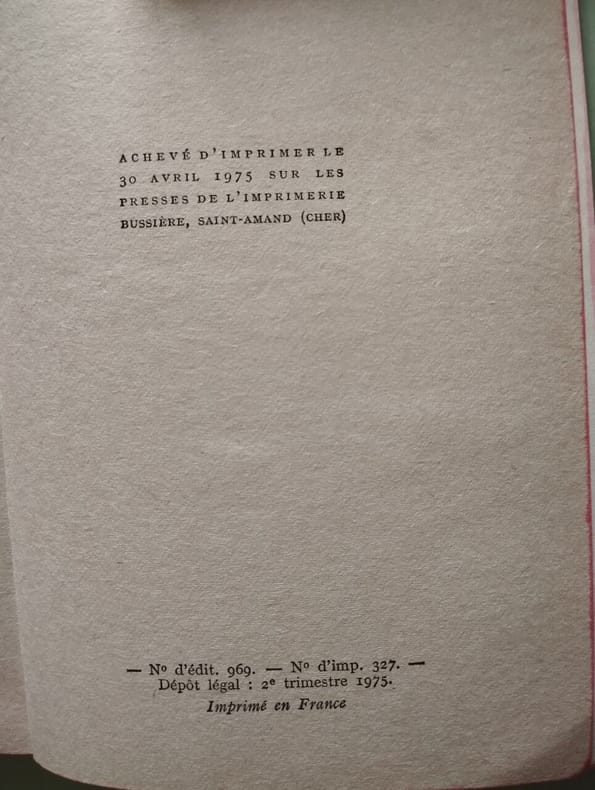 ACHEVÉ D'IMPRIMER LE
30 AVRIL 1975 SUR LES
PRESSES DE L'IMPRIMERIE
BUSSIÈRE, SAINT-AMAND (CHER)
— Nº d'édit. 969. — Nº d'imp. 327. —
Dépôt légal : 2e trimestre 1975.
Imprimé en France